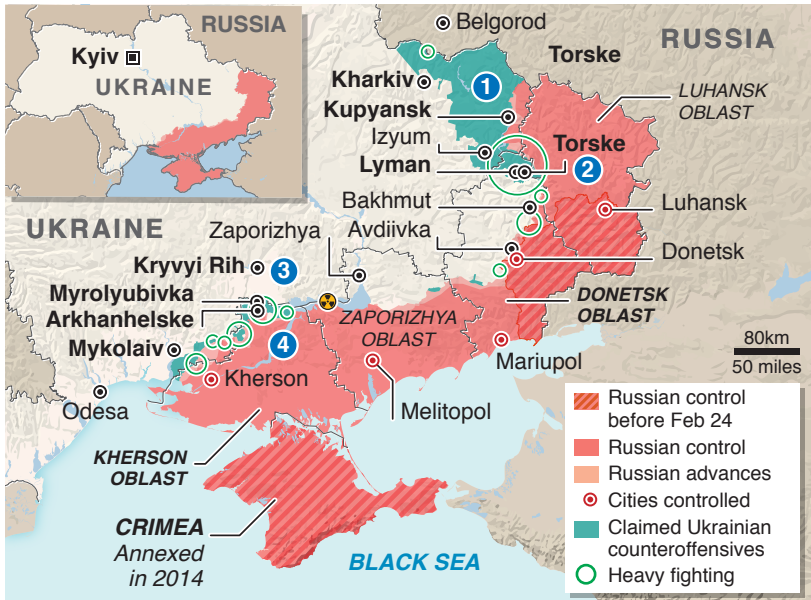 RUSSIA
Kyiv
UKRAINE
Belgorod
Torske
RUSSIA
Kharkiv
1
LUHANSK
OBLAST
Kupyansk
Izyum
Torske
Lyman
2
Bakhmut
Luhansk
UKRAINE
Zaporizhya
Avdiivka
Donetsk
Kryvyi Rih
3
Myrolyubivka
Arkhanhelske
DONETSK
OBLAST
ZAPORIZHYA
OBLAST
Mykolaiv
4
80km
50 miles
Mariupol
Kherson
Odesa
Melitopol
KHERSON
OBLAST
CRIMEA
Annexed
in 2014
BLACK SEA
Russian control
before Feb 24
Russian control
Russian advances
Cities controlled
Claimed Ukrainian
counteroffensives
Heavy fighting